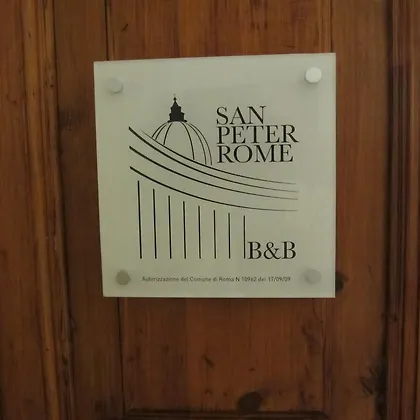 SAN
PETER
ROME
B&B
Autorizzazione del Comune di Roma N 10962 del 17/09/09